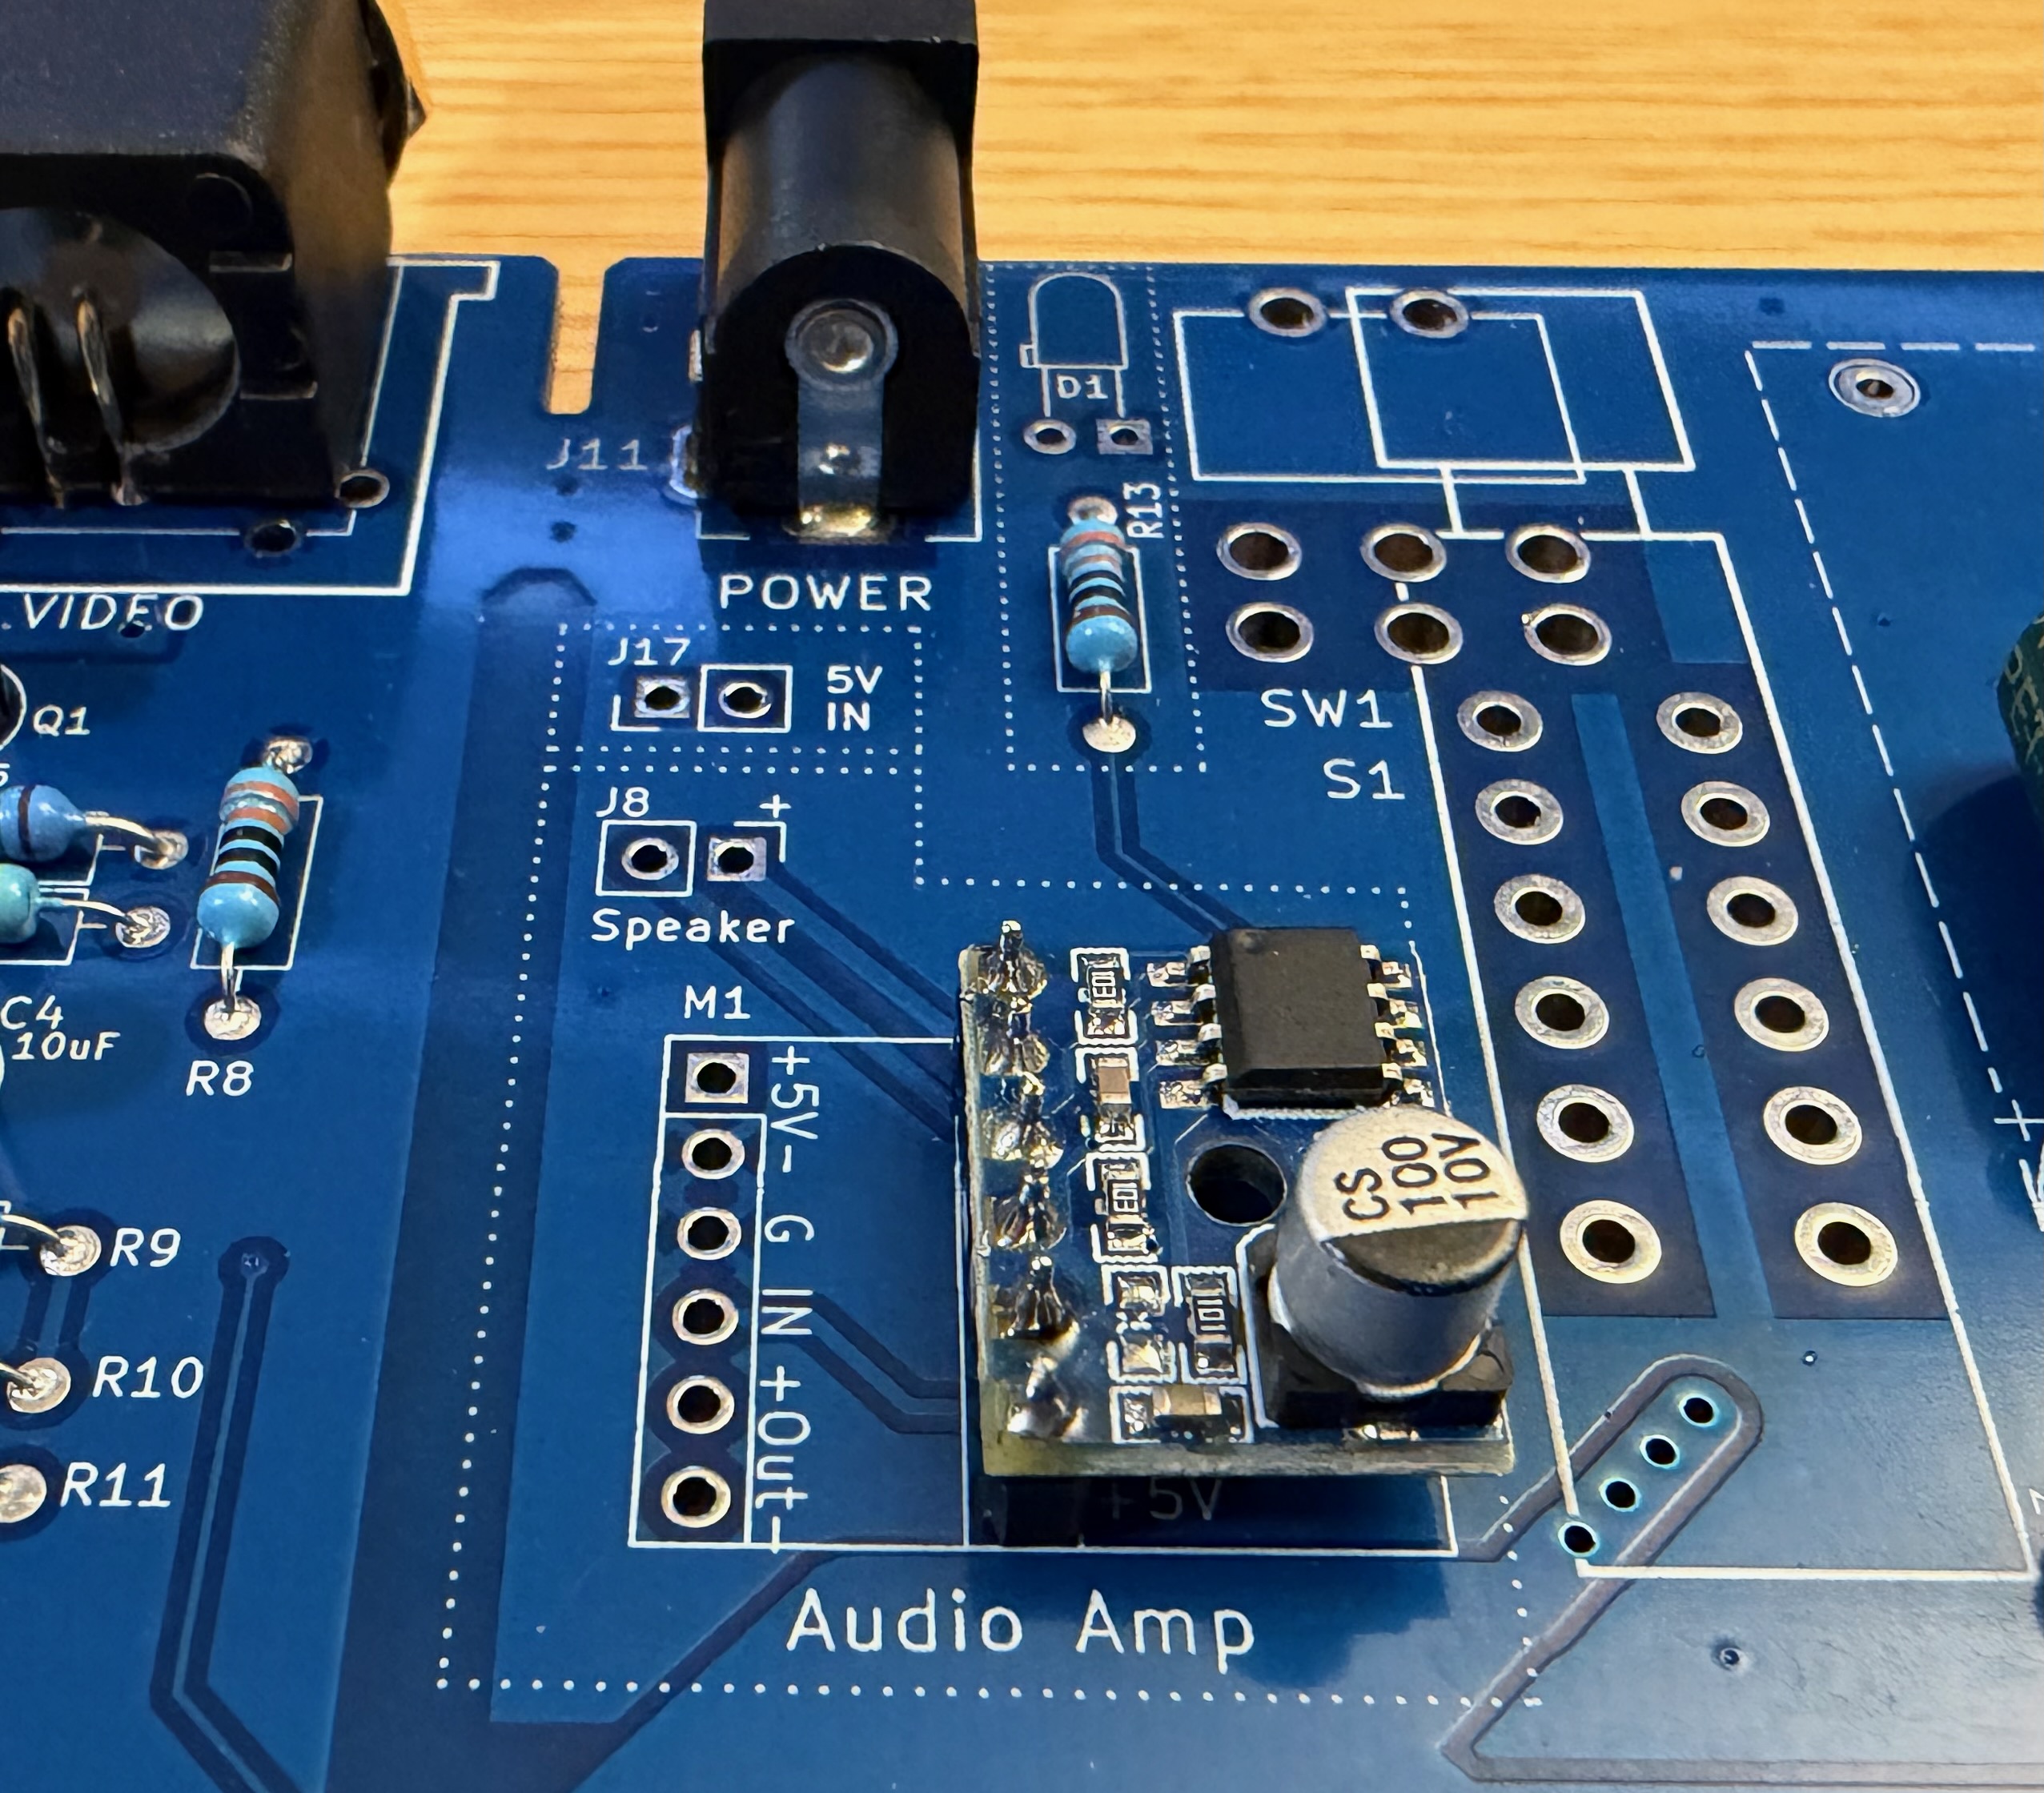 D1
J11
R13
VIDEO
POWER
J17
5V
IN
Q1
SW1
S1
J8
+
Speaker
M1
C4
10uF
R8
+5V-
G
IN
+Out-
CS
100
10V
R9
R10
R11
101
+5V
+
Audio Amp